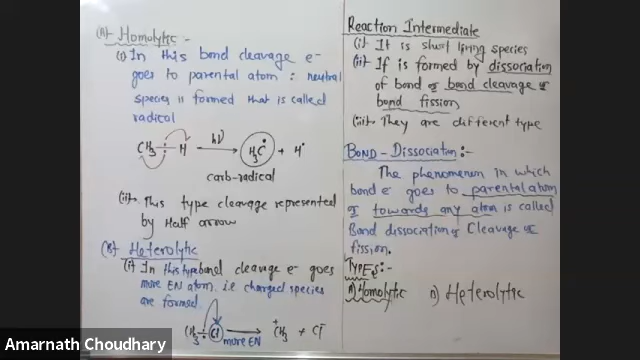 (A) Homolytic :-
(i) In this bond cleavage e-
goes to parental atom ∴ neutral
species is formed that is called
radical
CH3 ÷ H → hν H3C• + H•
carb-radical
(ii) This type cleavage represented
by Half arrow
(B) Heterolytic
(i) In this type bond cleavage e- goes
more EN atom. i.e charged species
are formed
CH3 ÷ Cl → +CH3 + Cl-
more EN
Reaction Intermediate
(i) It is short living species
(ii) If is formed by dissociation
of bond or bond cleavage or
bond fission
(iii) They are different type
BOND-Dissociation :-
The phenomenon in which
bond e- goes to parental atom
or towards any atom is called
Bond dissociation or Cleavage or
fission.
TYPES :-
A) Homolytic B) Heterolytic
Amarnath Choudhary